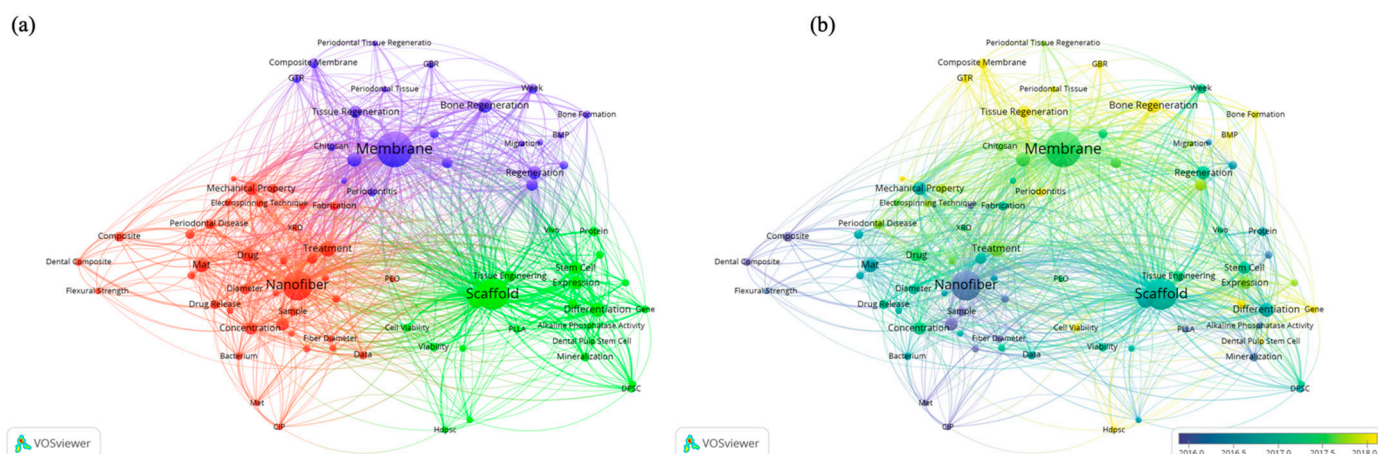 (a)
Periodontal Tissue Regeneratio
Composite Membrane
GBR
GTR
Periodontal Tissue
Week
Tissue Regeneration
Bone Regeneration
Bone Formation
BMP
Chitosan
Membrane
Migration
Regeneration
Mechanical Property
Periodontitis
Electrospinning Technique
Fabrication
Periodontal Disease
XRD
Vivo
Protein
Composite
Treatment
Drug
Dental Composite
Mat
Tissue Engineering
Stem Cell
PEO
Expression
Nanofiber
Flexural Strength
Diameter
Scaffold
Drug Release
Sample
Differentiation
Gene
Concentration
Cell Viability
PLLA
Alkaline Phosphatase Activity
Fiber Diameter
Dental Pulp Stem Cell
Viability
Bacterium
Data
Mineralization
DPSC
Met
GIP
Hdpsc
VOSviewer
(b)
Periodontal Tissue Regeneratio
Composite Membrane
GBR
GTR
Periodontal Tissue
Week
Tissue Regeneration
Bone Regeneration
Bone Formation
BMP
Chitosan
Membrane
Migration
Regeneration
Mechanical Property
Periodontitis
Electrospinning Technique
Fabrication
Periodontal Disease
XRD
Vivo
Protein
Composite
Treatment
Drug
Dental Composite
Mat
Tissue Engineering
Stem Cell
PEO
Expression
Nanofiber
Flexural Strength
Diameter
Scaffold
Drug Release
Sample
Differentiation
Gene
Concentration
Cell Viability
PLLA
Alkaline Phosphatase Activity
Fiber Diameter
Dental Pulp Stem Cell
Viability
Bacterium
Data
Mineralization
DPSC
Met
GIP
Hdpsc
VOSviewer
2016.0 2016.5 2017.0 2017.5 2018.0